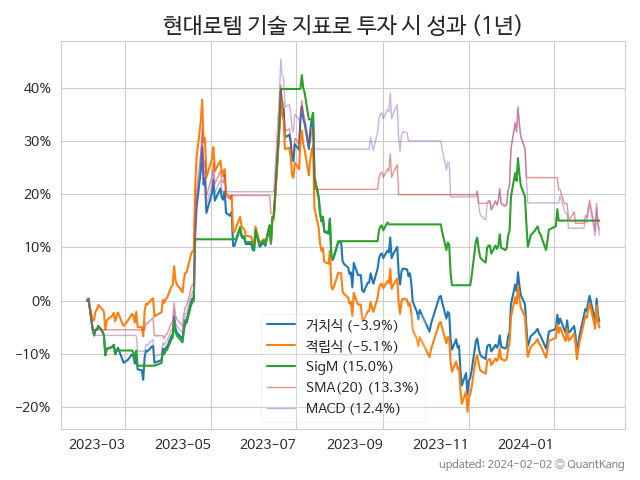 현대로템 기술 지표로 투자 시 성과 (1년)
40%
30%
20%
10%
0%
−10%
−20%
거치식 (−3.9%)
적립식 (−5.1%)
SigM (15.0%)
SMA(20) (13.3%)
MACD (12.4%)
2023-03 2023-05 2023-07 2023-09 2023-11 2024-01
updated: 2024-02-02 © QuantKang